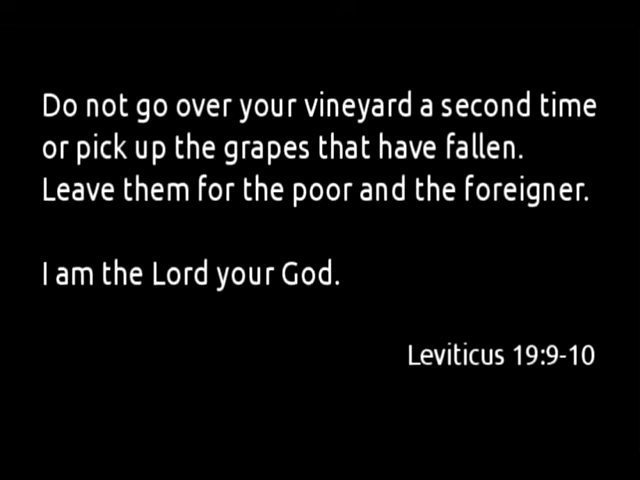 Do not go over your vineyard a second time
or pick up the grapes that have fallen.
Leave them for the poor and the foreigner.
I am the Lord your God.
Leviticus 19:9-10